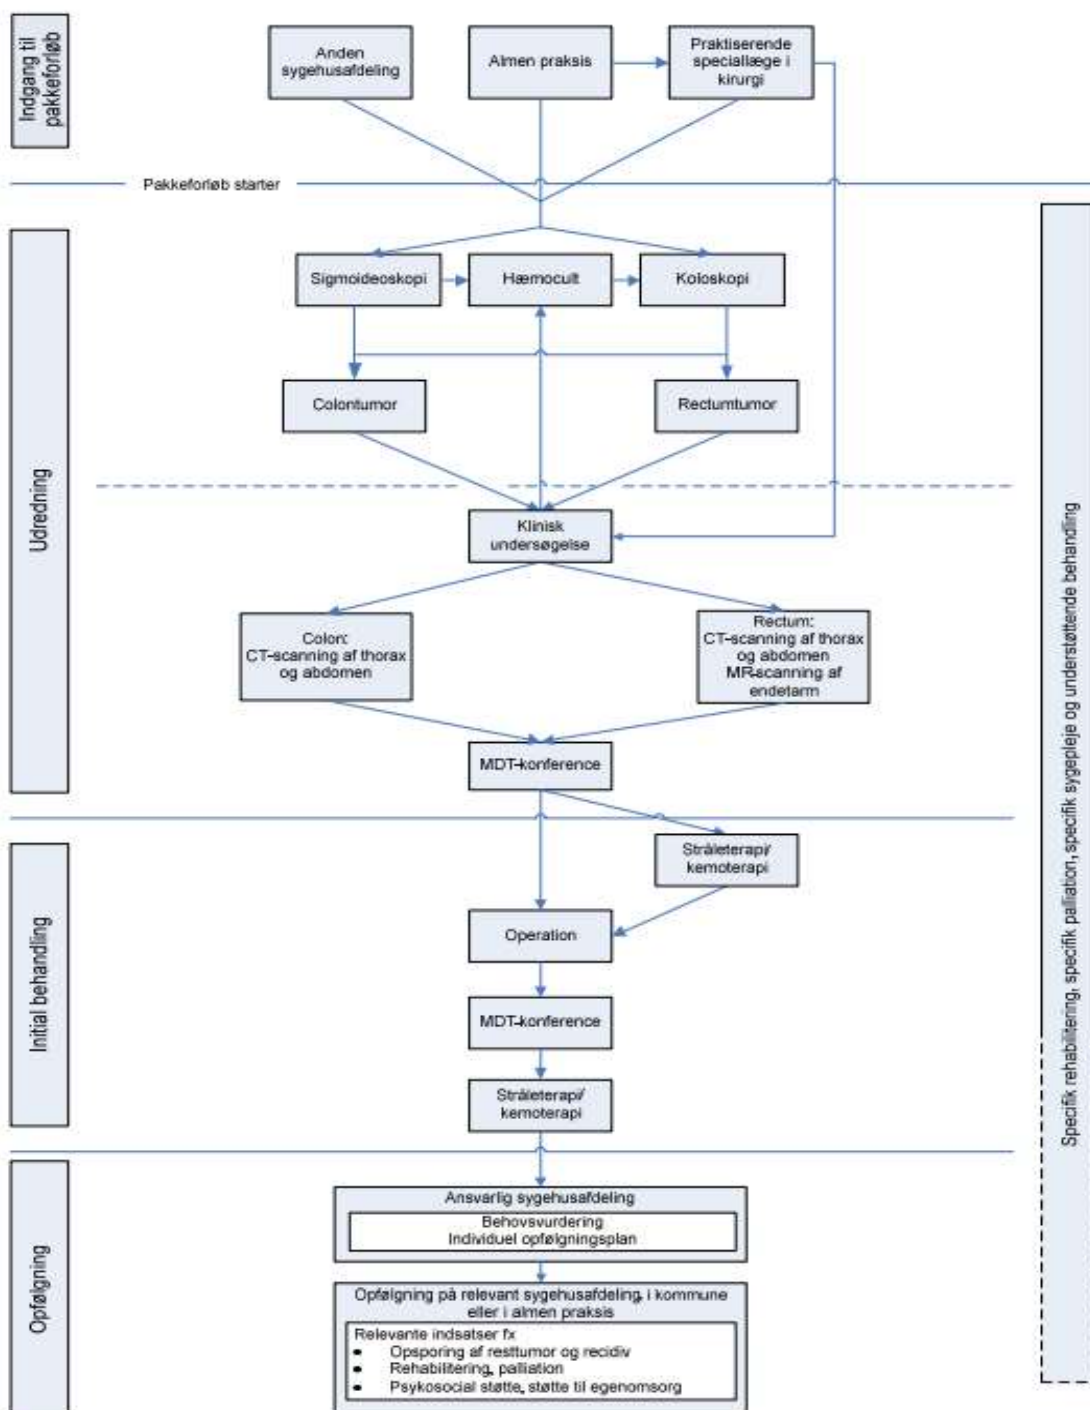 Indgang til
pakkeforløb
Anden
sygehusafdeling
Almen praksis
Praktiserende
speciallæge i
kirurgi
Pakkeforløb starter
Udredning
Sigmoideoskopi
Hæmocult
Koloskopi
Colontumor
Rectumtumor
Klinisk
undersøgelse
Colon:
CT-scanning af thorax
og abdomen
Rectum:
CT-scanning af thorax
og abdomen
MR-scanning af
endetarm
MDT-konference
Initial behandling
Stråleterapi/
kemoterapi
Operation
MDT-konference
Stråleterapi/
kemoterapi
Opfølgning
Ansvarlig sygehusafdeling
Behovsvurdering
Individuel opfølgningsplan
Opfølgning på relevant sygehusafdeling, i kommune
eller i almen praksis
Relevante indsatser fx
• Opsporing af resttumor og recidiv
• Rehabilitering, palliation
• Psykosocial støtte, støtte til egenomsorg
Specifik rehabilitering, specifik palliation, specifik sygepleje og understøttende behandling